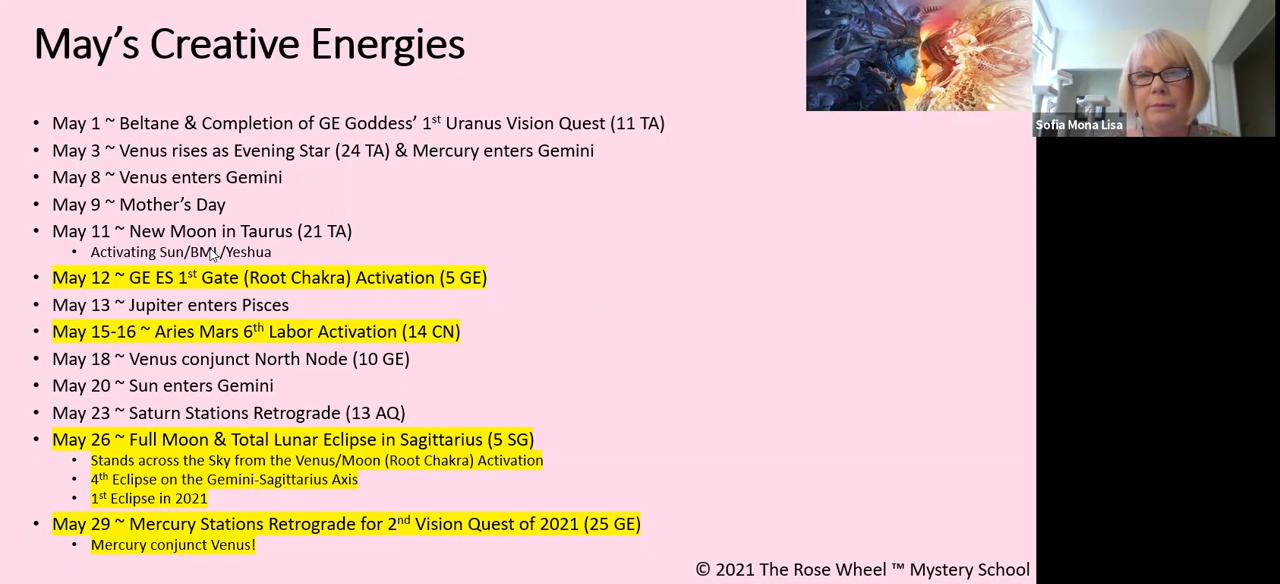 May's Creative Energies
Sofia Mona Lisa
• May 1 ~ Beltane & Completion of GE Goddess' 1st Uranus Vision Quest (11 TA)
• May 3 ~ Venus rises as Evening Star (24 TA) & Mercury enters Gemini
• May 8 ~ Venus enters Gemini
• May 9 ~ Mother's Day
• May 11 ~ New Moon in Taurus (21 TA)
• Activating Sun/BML/Yeshua
• May 12 ~ GE ES 1st Gate (Root Chakra) Activation (5 GE)
• May 13 ~ Jupiter enters Pisces
• May 15-16 ~ Aries Mars 6th Labor Activation (14 CN)
• May 18 ~ Venus conjunct North Node (10 GE)
• May 20 ~ Sun enters Gemini
• May 23 ~ Saturn Stations Retrograde (13 AQ)
• May 26 ~ Full Moon & Total Lunar Eclipse in Sagittarius (5 SG)
• Stands across the Sky from the Venus/Moon (Root Chakra) Activation
• 4th Eclipse on the Gemini-Sagittarius Axis
• 1st Eclipse in 2021
• May 29 ~ Mercury Stations Retrograde for 2nd Vision Quest of 2021 (25 GE)
• Mercury conjunct Venus!
© 2021 The Rose Wheel ™ Mystery School